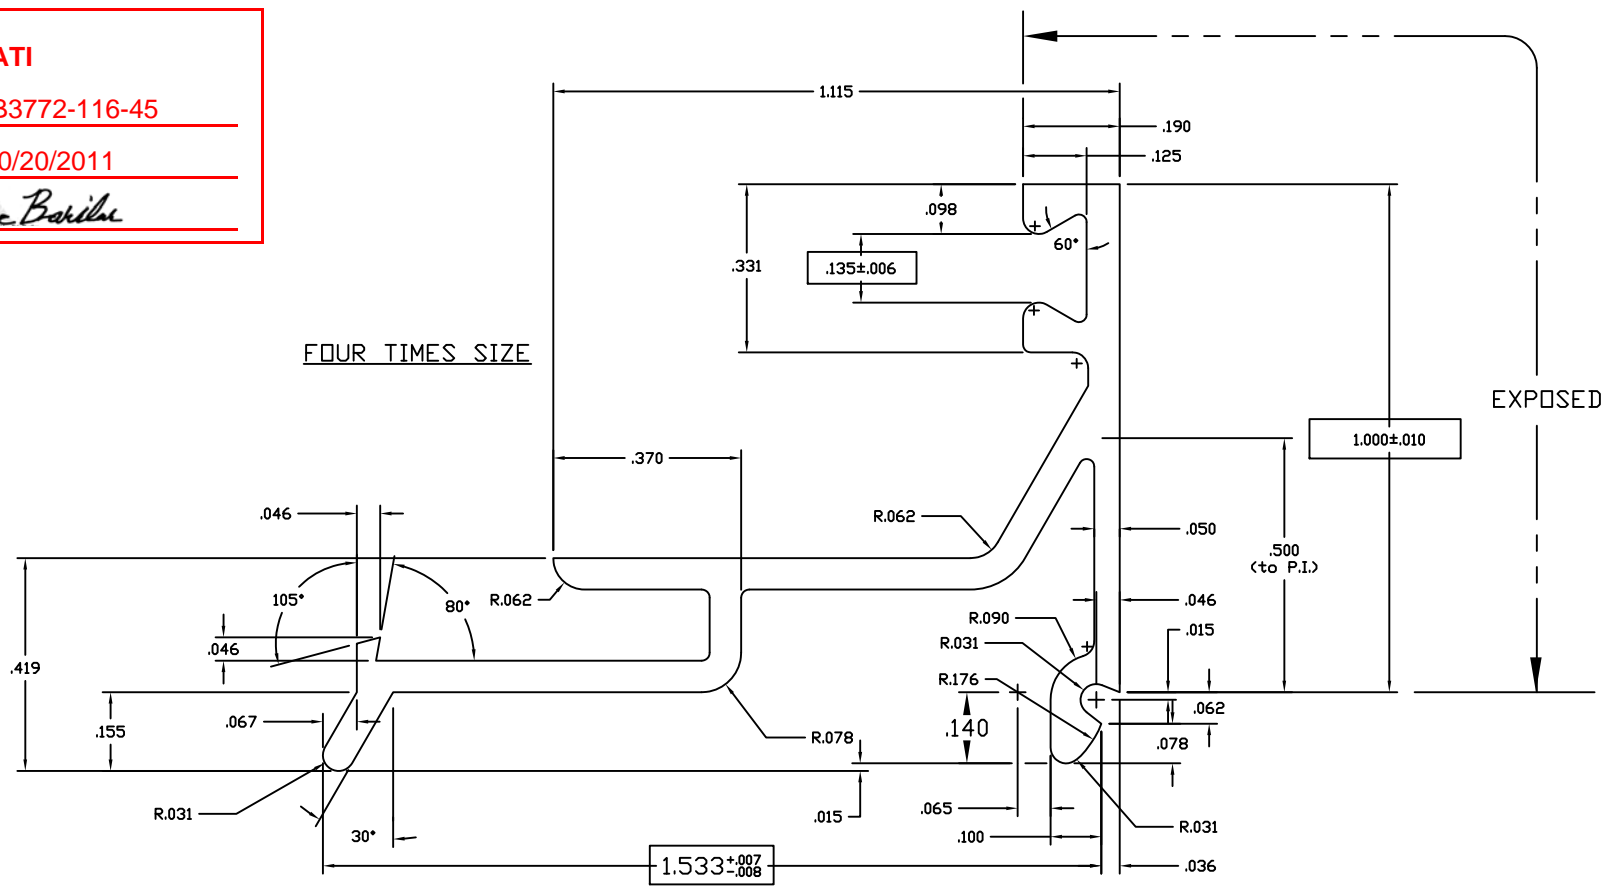 ATI
33772-116-45
0/20/2011
Barilar
1.115
.190
.125
.098
.331
.135±.006
60°
FOUR TIMES SIZE
EXPOSED
1.000±.010
.370
.046
R.062
.050
.500
(to P.I.)
105°
80°
R.062
.046
.046
R.090
.015
R.031
.419
R.176
.067
.062
.155
.140
R.078
.078
R.031
.015
.065
30°
.100
R.031
1.533 +.007 -.008
.036